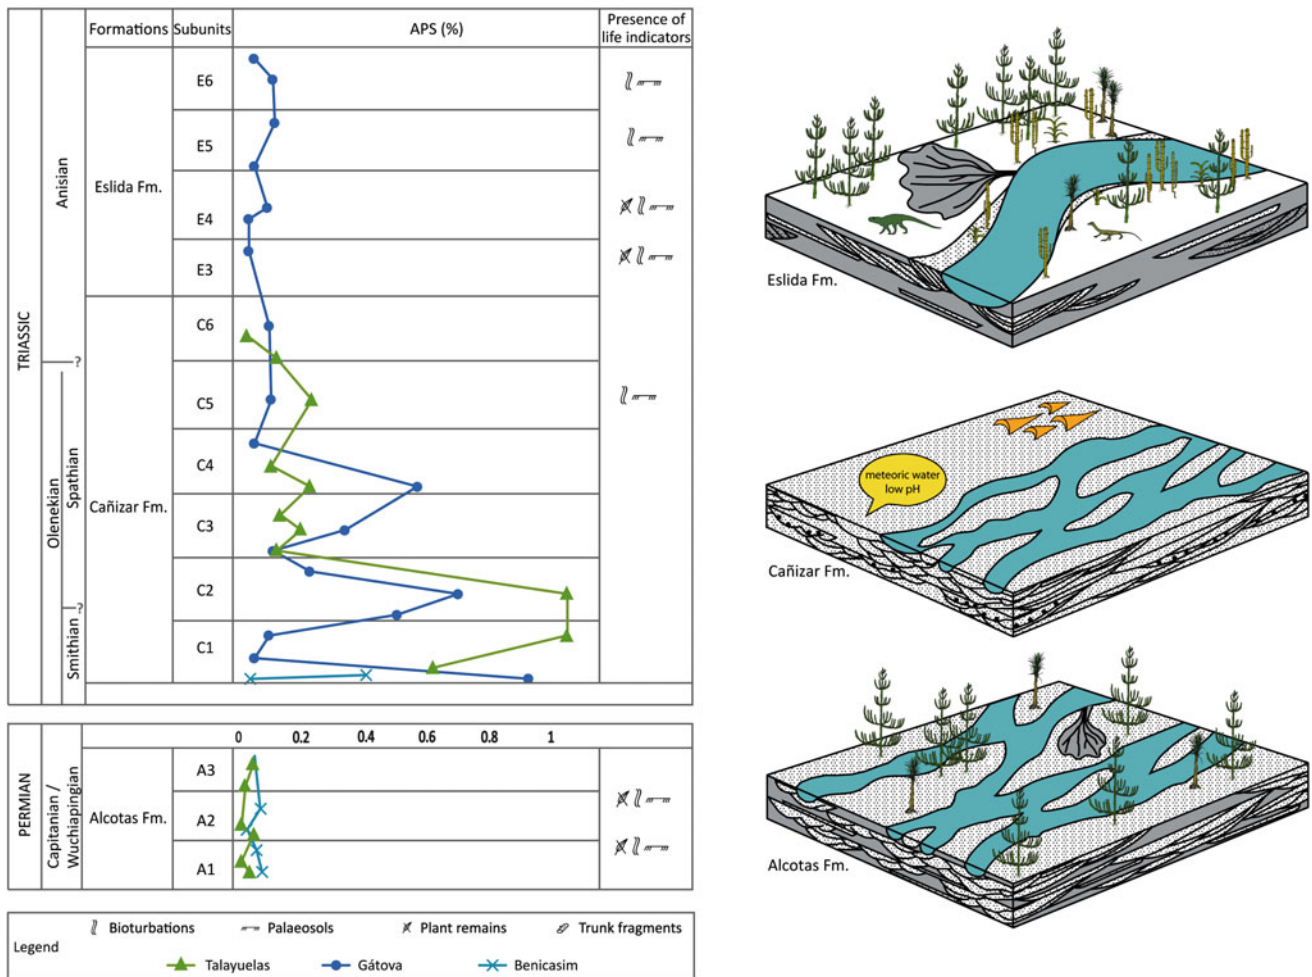 Formations Subunits APS (%) Presence of
life indicators
TRIASSIC
Anisian
Eslida Fm.
E6
E5
E4
E3
Olenekian
Spathian
Smithian
?
?
Cañizar Fm.
C6
C5
C4
C3
C2
C1
0 0.2 0.4 0.6 0.8 1
PERMIAN
Capitanian /
Wuchiapingian
Alcotas Fm.
A3
A2
A1
Legend
Bioturbations Palaeosols Plant remains Trunk fragments
Talayuelas Gátova Benicasim
Eslida Fm.
meteoric water
low pH
Cañizar Fm.
Alcotas Fm.